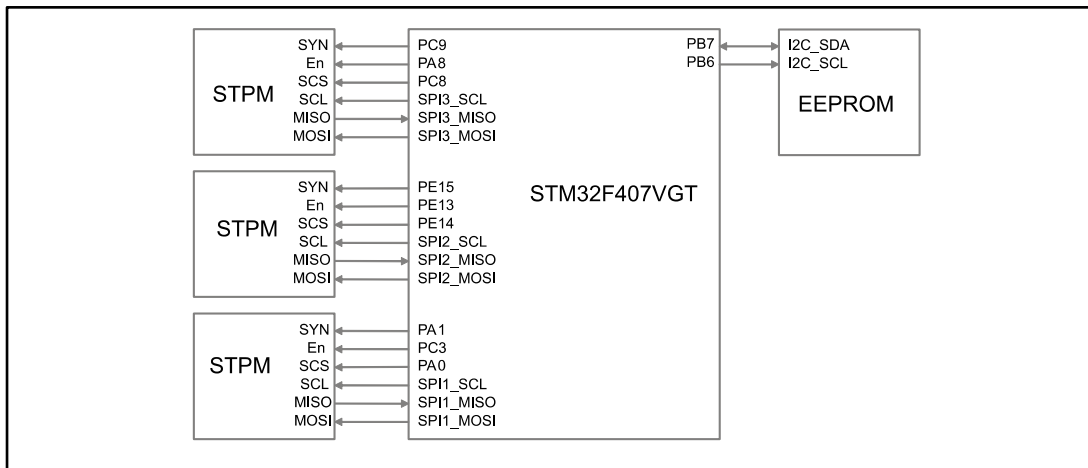 SYN PC9
En PA8
SCS PC8
STPM
SCL SPI3_SCL
MISO SPI3_MISO
MOSI SPI3_MOSI
PB7 I2C_SDA
PB6 I2C_SCL
EEPROM
STM32F407VGT
SYN PE15
En PE13
SCS PE14
STPM
SCL SPI2_SCL
MISO SPI2_MISO
MOSI SPI2_MOSI
SYN PA1
En PC3
SCS PA0
STPM
SCL SPI1_SCL
MISO SPI1_MISO
MOSI SPI1_MOSI